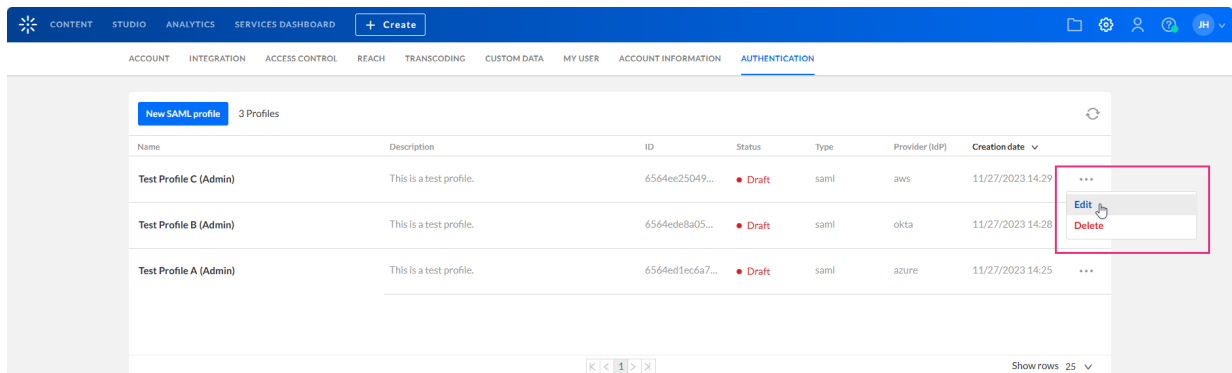 CONTENT STUDIO ANALYTICS SERVICES DASHBOARD + Create JH
ACCOUNT INTEGRATION ACCESS CONTROL REACH TRANSCODING CUSTOM DATA MY USER ACCOUNT INFORMATION AUTHENTICATION
New SAML profile 3 Profiles
Name Description ID Status Type Provider (IdP) Creation date
Test Profile C (Admin) This is a test profile. 6564ee25049... Draft saml aws 11/27/2023 14:29
Edit
Test Profile B (Admin) This is a test profile. 6564ede8a05... Draft saml okta 11/27/2023 14:28 Delete
Test Profile A (Admin) This is a test profile. 6564ed1ec6a7... Draft saml azure 11/27/2023 14:25
1 Show rows 25